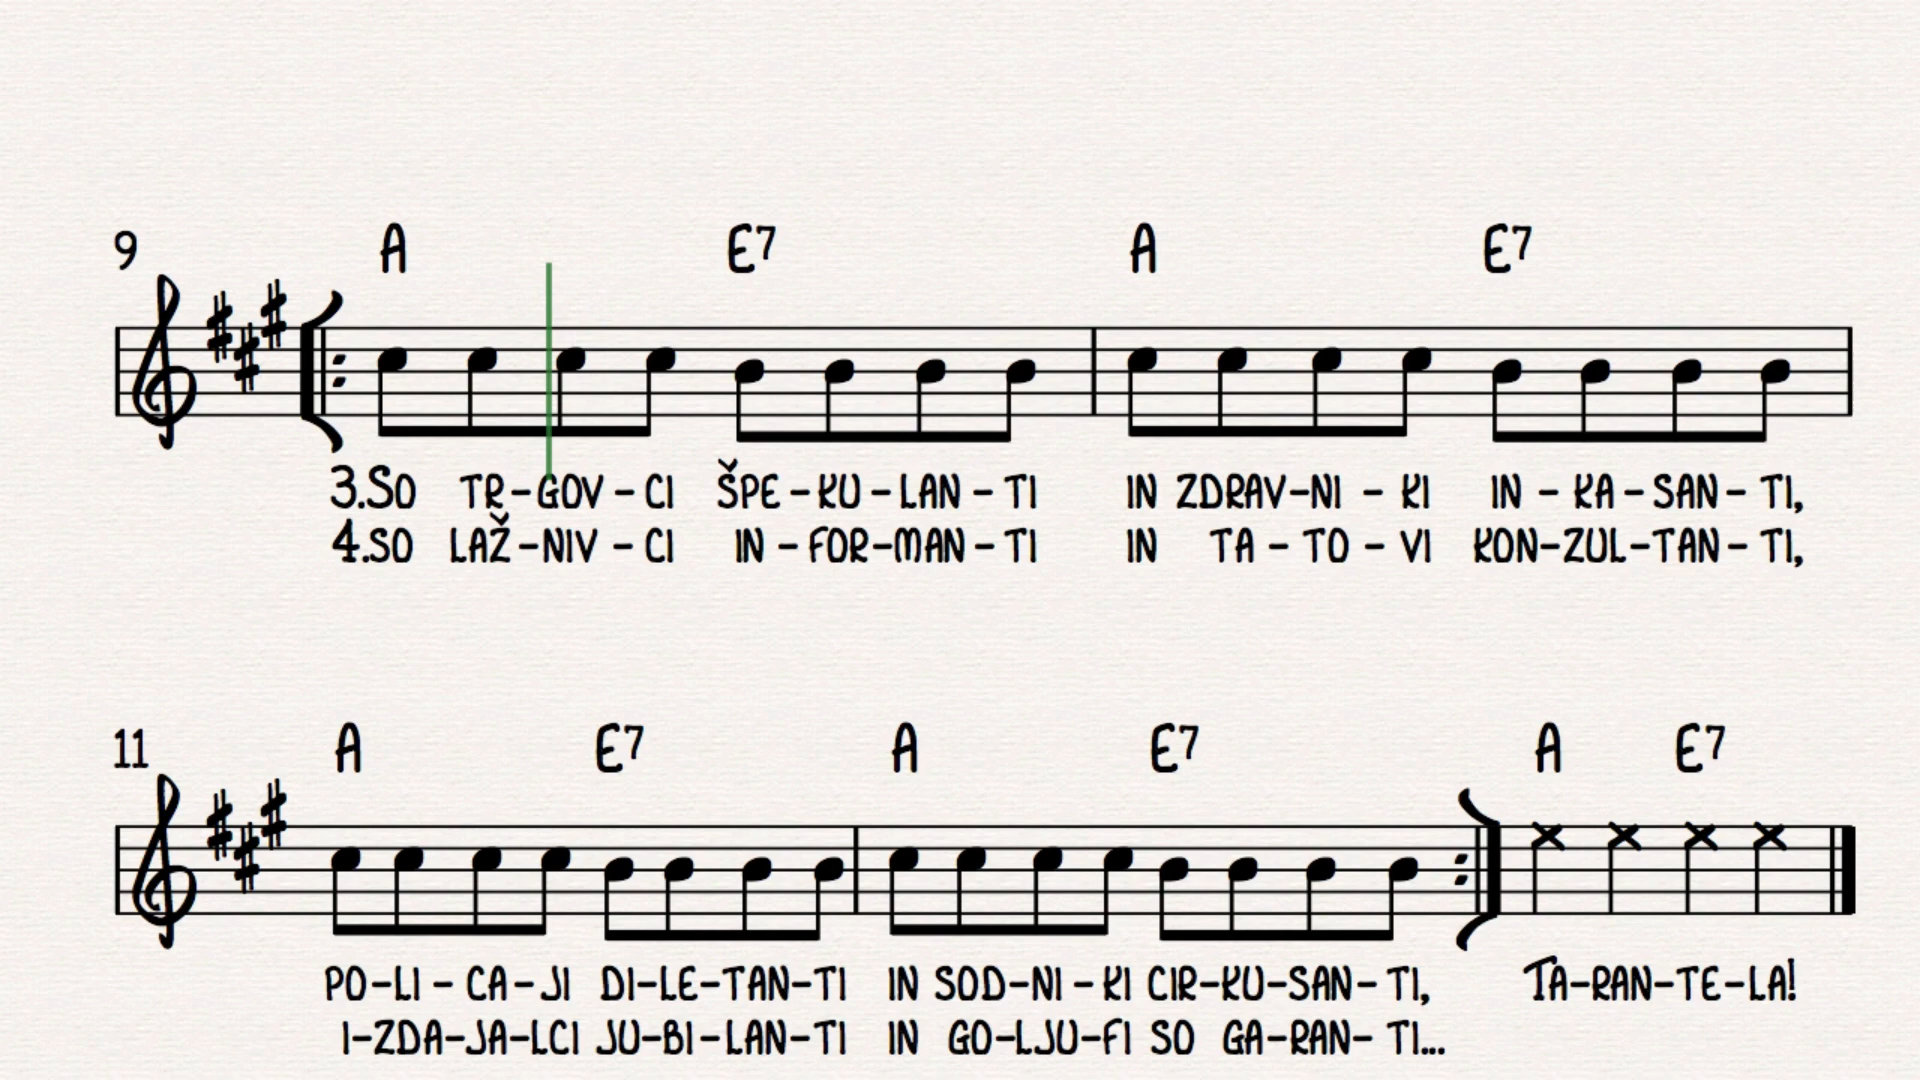 9 A E7 A E7
3.SO TR-GOV-CI ŠPE-KU-LAN-TI IN ZDRAV-NI-KI IN-KA-SAN-TI,
4.SO LAŽ-NIV-CI IN-FOR-MAN-TI IN TA-TO-VI KON-ZUL-TAN-TI,
11 A E7 A E7 A E7
PO-LI-CA-JI DI-LE-TAN-TI IN SOD-NI-KI CIR-KU-SAN-TI, TA-RAN-TE-LA!
I-ZDA-JA-LCI JU-BI-LAN-TI IN GO-LJU-FI SO GA-RAN-TI...